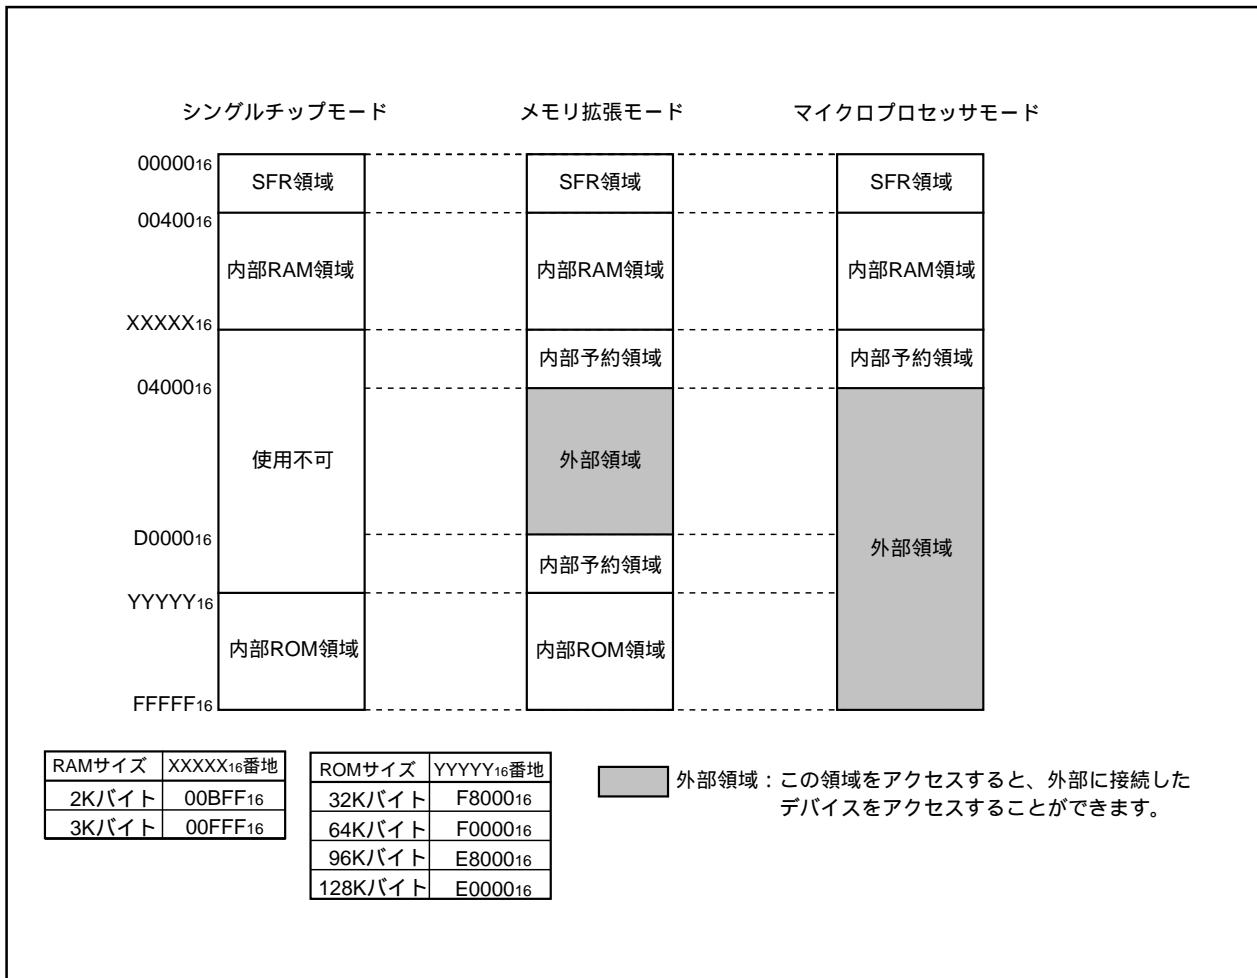 シングルチップモード メモリ拡張モード マイクロプロセッサモード
0000016
SFR領域 SFR領域 SFR領域
0040016
内部RAM領域 内部RAM領域 内部RAM領域
XXXXX16
内部予約領域 内部予約領域
0400016
使用不可 外部領域
D000016
外部領域
内部予約領域
YYYYY16
内部ROM領域 内部ROM領域
FFFFF16
RAMサイズ XXXXX16番地
2Kバイト 00BFF16
3Kバイト 00FFF16
ROMサイズ YYYYY16番地
32Kバイト F800016
64Kバイト F000016
96Kバイト E800016
128Kバイト E000016
外部領域：この領域をアクセスすると、外部に接続した
デバイスをアクセスすることができます。